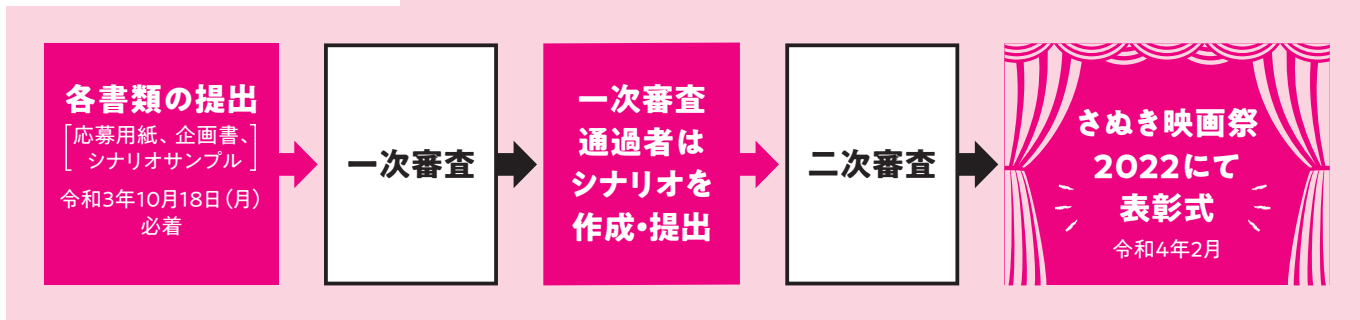 各書類の提出
応募用紙、企画書、
シナリオサンプル
令和3年10月18日(月)
必着
一次審査
一次審査
通過者は
シナリオを
作成・提出
二次審査
さぬき映画祭
2022にて
表彰式
令和4年2月